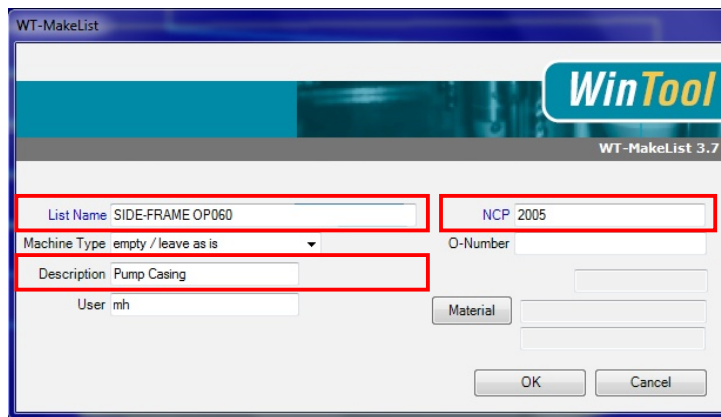 WT-MakeList
WinTool
WT-MakeList 3.7
List Name SIDE-FRAME OP060 NCP 2005
Machine Type empty / leave as is O-Number
Description Pump Casing
User mh
Material
OK Cancel